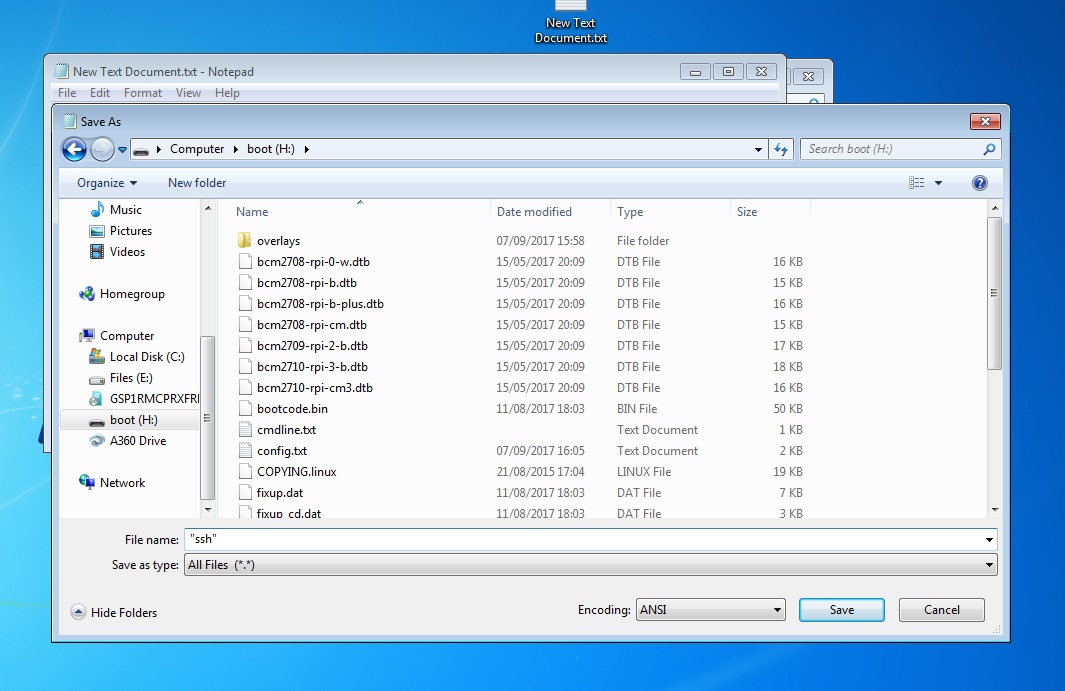 New Text
Document.txt
New Text Document.txt - Notepad
File Edit Format View Help
Save As
Computer boot (H:)
Search boot (H:)
Organize New folder
Music
Pictures
Videos
Homegroup
Computer
Local Disk (C:)
Files (E:)
GSP1RMCPRXFR
boot (H:)
A360 Drive
Network
Name Date modified Type Size
overlays 07/09/2017 15:58 File folder
bcm2708-rpi-0-w.dtb 15/05/2017 20:09 DTB File 16 KB
bcm2708-rpi-b.dtb 15/05/2017 20:09 DTB File 15 KB
bcm2708-rpi-b-plus.dtb 15/05/2017 20:09 DTB File 16 KB
bcm2708-rpi-cm.dtb 15/05/2017 20:09 DTB File 15 KB
bcm2709-rpi-2-b.dtb 15/05/2017 20:09 DTB File 17 KB
bcm2710-rpi-3-b.dtb 15/05/2017 20:09 DTB File 18 KB
bcm2710-rpi-cm3.dtb 15/05/2017 20:09 DTB File 16 KB
bootcode.bin 11/08/2017 18:03 BIN File 50 KB
cmdline.txt Text Document 1 KB
config.txt 07/09/2017 16:05 Text Document 2 KB
COPYING.linux 21/08/2015 17:04 LINUX File 19 KB
fixup.dat 11/08/2017 18:03 DAT File 7 KB
fixup_cd.dat 11/08/2017 18:03 DAT File 3 KB
File name: "ssh"
Save as type: All Files (*.*)
Hide Folders
Encoding: ANSI
Save Cancel